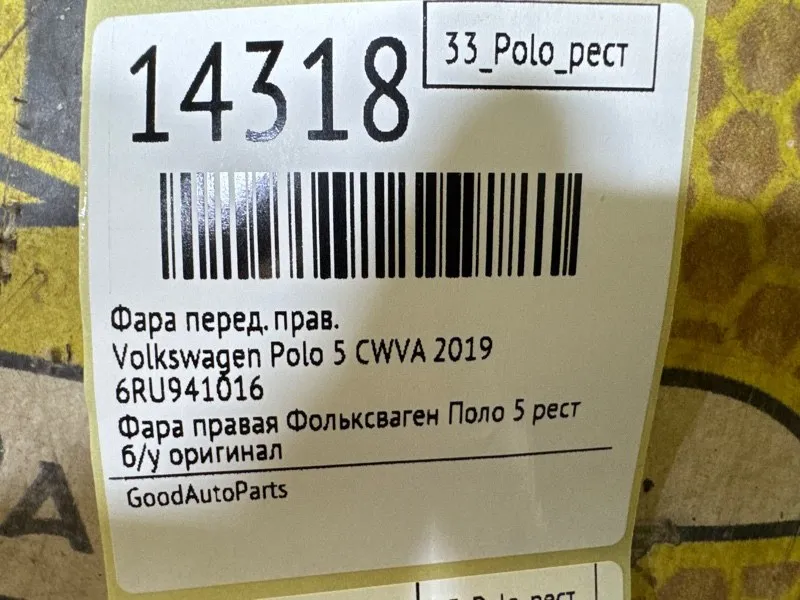 14318
33_Polo_рест
Фара перед. прав.
Volkswagen Polo 5 CWVA 2019
6RU941016
Фара правая Фольксваген Поло 5 рест
б/у оригинал
GoodAutoParts
А